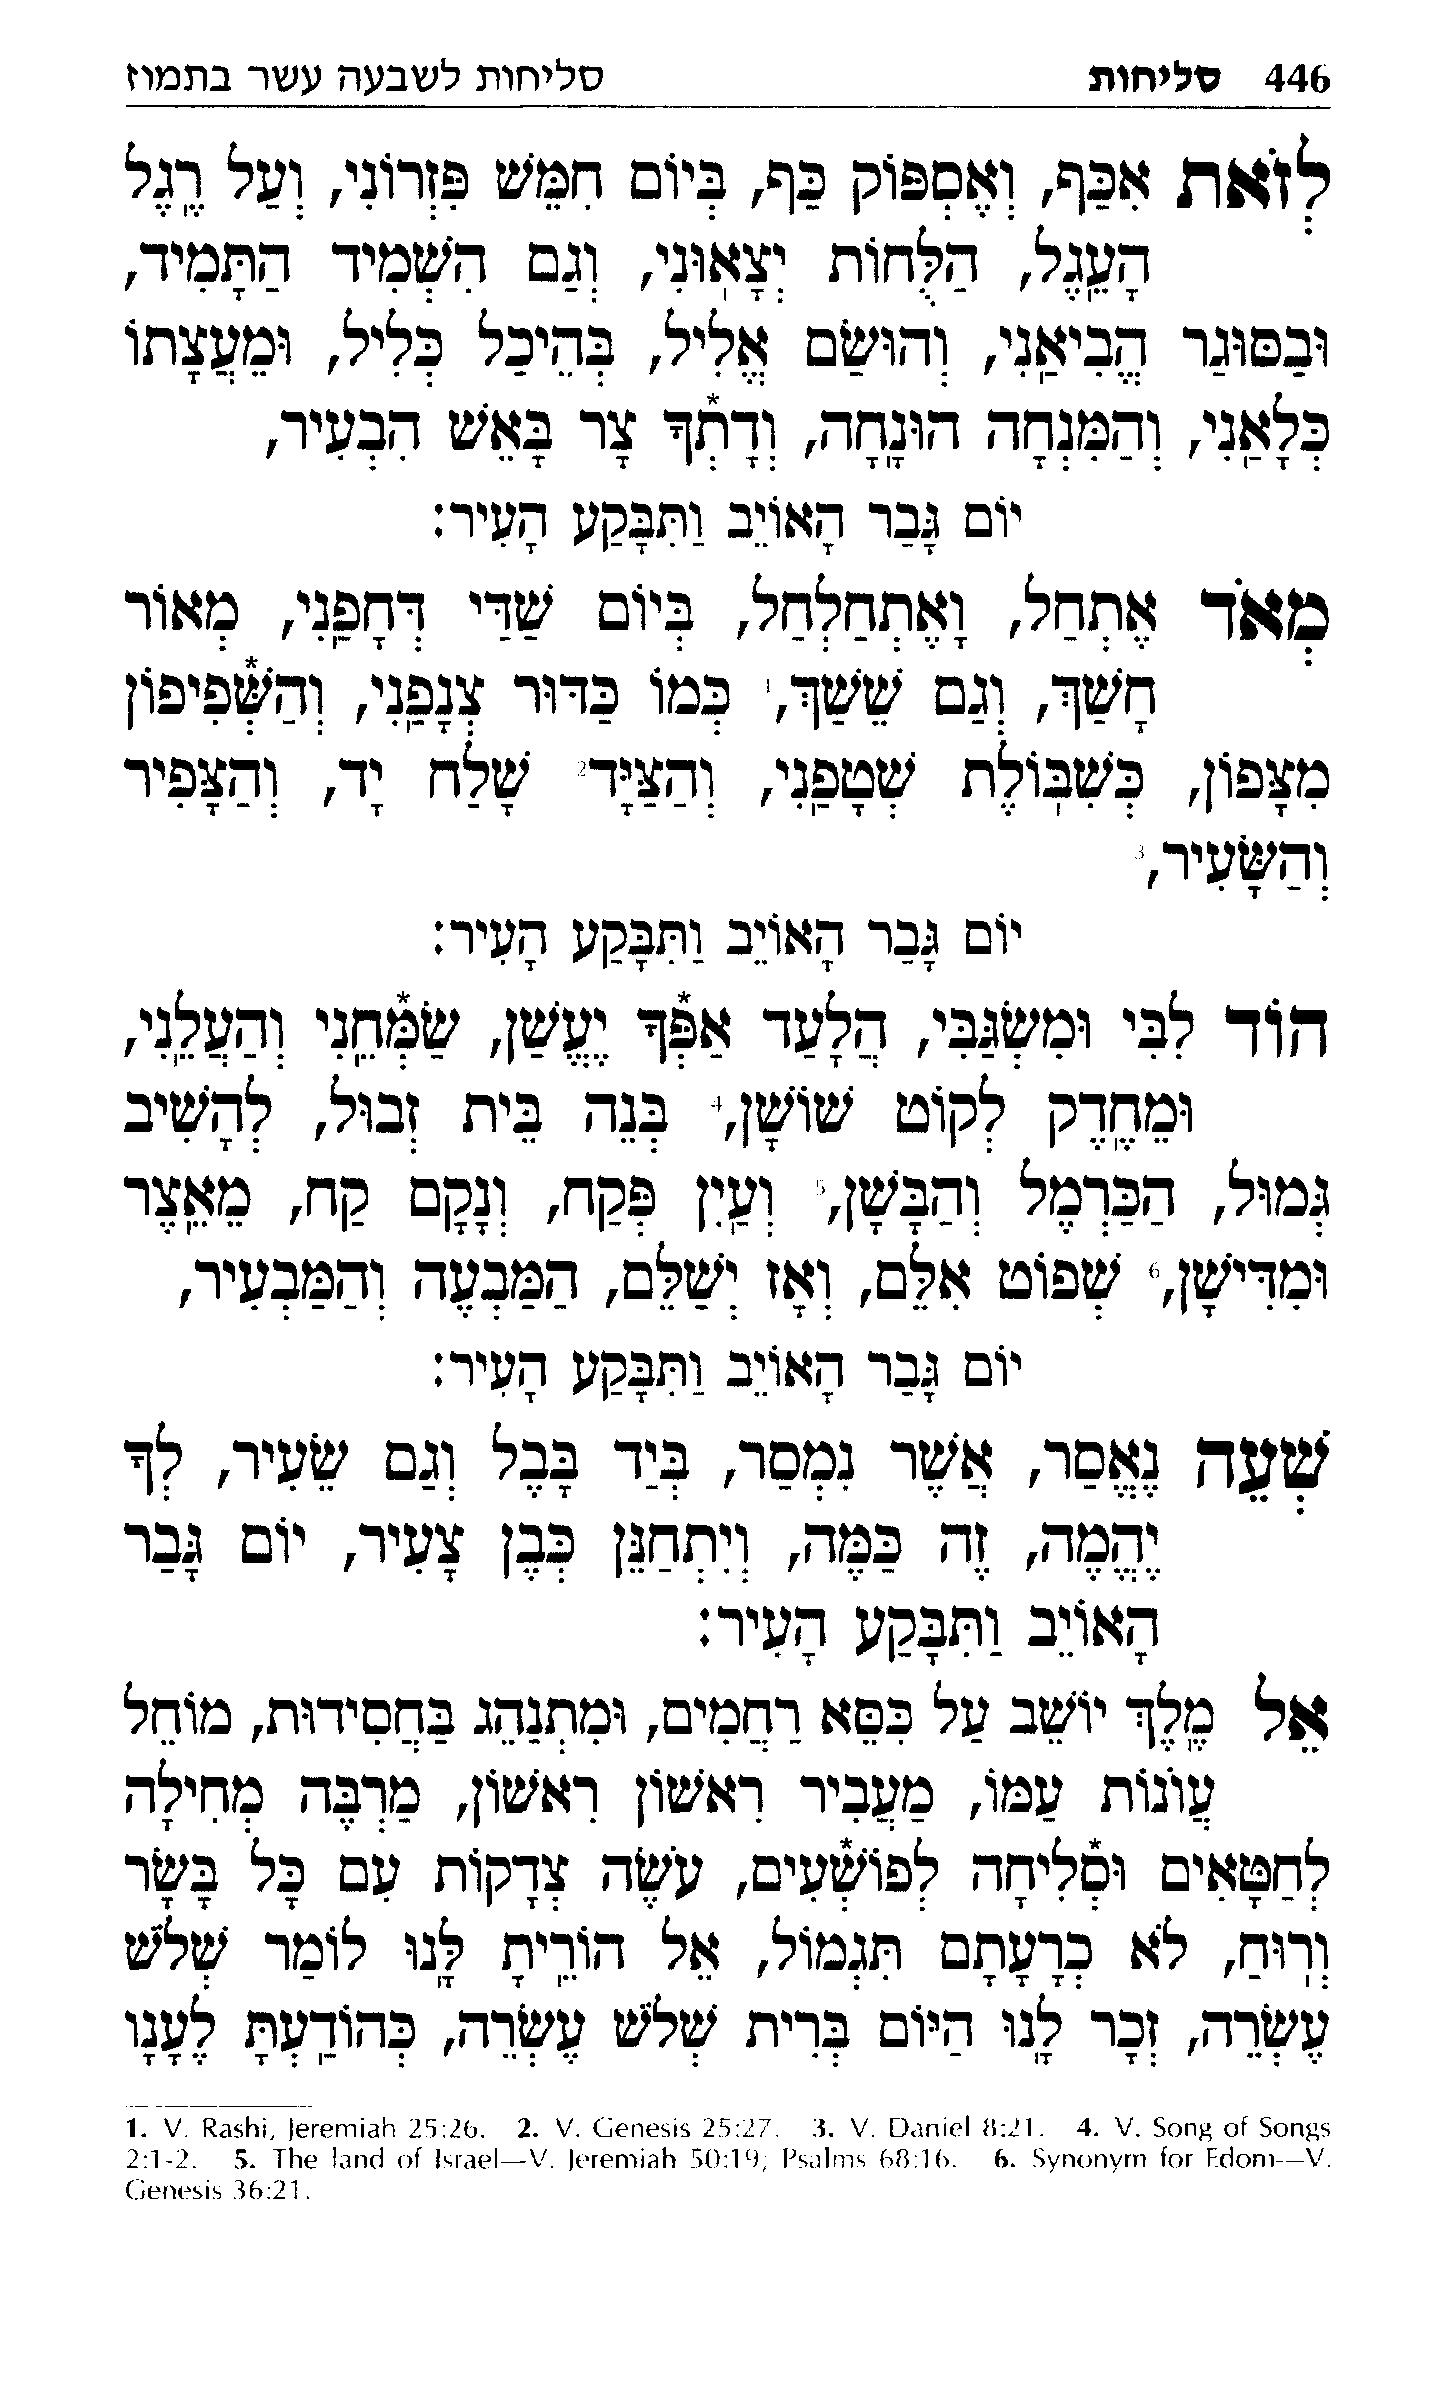 446 סליחות סליחות לשבעה עשר בתמוז
לְזֹאת אִכַּף, וְאֶסְפּוֹק כַּף, בְּיוֹם חִמֵּשׁ פִּזְּרוֹנִי, וְעַל רֶֽגֶל
הָעֵֽגֶל, הַלֻּחוֹת יְצָאֽוּנִי, וְגַם הִשְׁמִיד הַתָּמִיד,
וּבַסּוּגַר הֱבִיאַֽנִי, וְהוּשַׂם אֱלִיל, בְּהֵיכַל כְּלִיל, וּמֵעֲצָתוֹ
כְּלָאַֽנִי, וְהַמִּנְחָה הוּנָֽחָה, וְדָתְ֯ךָ צָר בָּאֵשׁ הִבְעִיר,
יוֹם גָּבַר הָאוֹיֵב וַתִּבָּקַע הָעִיר:
מְאֹד אֶתְחַל, וָאֶתְחַלְחַל, בְּיוֹם שַׁדַּי דְּחָפַֽנִי, מְאוֹר
חָשַׁךְ, וְגַם שֵׁשַׁךְ,¹ כְּמוֹ כַּדּוּר צְנָפַֽנִי, וְהַשְּׁ֯פִיפוֹן
מִצָּפוֹן, כְּשִׁבּֽוֹלֶת שְׁטָפַֽנִי, וְהַצַּיָּד² שָׁלַח יָד, וְהַצָּפִיר
וְהַשָּׂעִיר,³
יוֹם גָּבַר הָאוֹיֵב וַתִּבָּקַע הָעִיר:
הוֹד לִבִּי וּמִשְׂגַּבִּי, הֲלָעַד אַפְּ֯ךָ יֶעֱשַׁן, שַׂמְּ֯חֵֽנִי וְהַעֲלֵֽנִי,
וּמֵחֶֽדֶק לְקוֹט שׁוֹשָׁן,⁴ בְּנֵה בֵּית זְבוּל, לְהָשִׁיב
גְּמוּל, הַכַּרְמֶל וְהַבָּשָׁן,⁵ וְעַֽיִן פְּקַח, וְנָקָם קַח, מֵאֵֽצֶר
וּמִדִּישָׁן,⁶ שְׁפוֹט אִלֵּם, וְאָז יְשַׁלֵּם, הַמַּבְעֶה וְהַמַּבְעִיר,
יוֹם גָּבַר הָאוֹיֵב וַתִּבָּקַע הָעִיר:
שְׁעֵה נֶאֱסַר, אֲשֶׁר נִמְסַר, בְּיַד בָּבֶל וְגַם שֵׂעִיר, לְךָ
יֶהֱמֶה, זֶה כַּמֶּה, וְיִתְחַנֵּן כְּבֶן צָעִיר, יוֹם גָּבַר
הָאוֹיֵב וַתִּבָּקַע הָעִיר:
אֵל מֶֽלֶךְ יוֹשֵׁב עַל כִּסֵּא רַחֲמִים, וּמִתְנַהֵג בַּחֲסִידוּת, מוֹחֵל
עֲוֹנוֹת עַמּוֹ, מַעֲבִיר רִאשׁוֹן רִאשׁוֹן, מַרְבֶּה מְחִילָה
לְחַטָּאִים וּסְ֯לִיחָה לְפוֹשְׁ֯עִים, עֹשֶׂה צְדָקוֹת עִם כָּל בָּשָׂר
וְרֽוּחַ, לֹא כְרָעָתָם תִּגְמוֹל, אֵל הוֹרֵֽיתָ לָּֽנוּ לוֹמַר שְׁלֹשׁ
עֶשְׂרֵה, זְכָר לָֽנוּ הַיּוֹם בְּרִית שְׁלֹשׁ עֶשְׂרֵה, כְּהוֹדַֽעְתָּ לֶעָנָו
1. V. Rashi, Jeremiah 25:26. 2. V. Genesis 25:27. 3. V. Daniel 8:21. 4. V. Song of Songs
2:1-2. 5. The land of Israel—V. Jeremiah 50:19; Psalms 68:16. 6. Synonym for Edom—V.
Genesis 36:21.